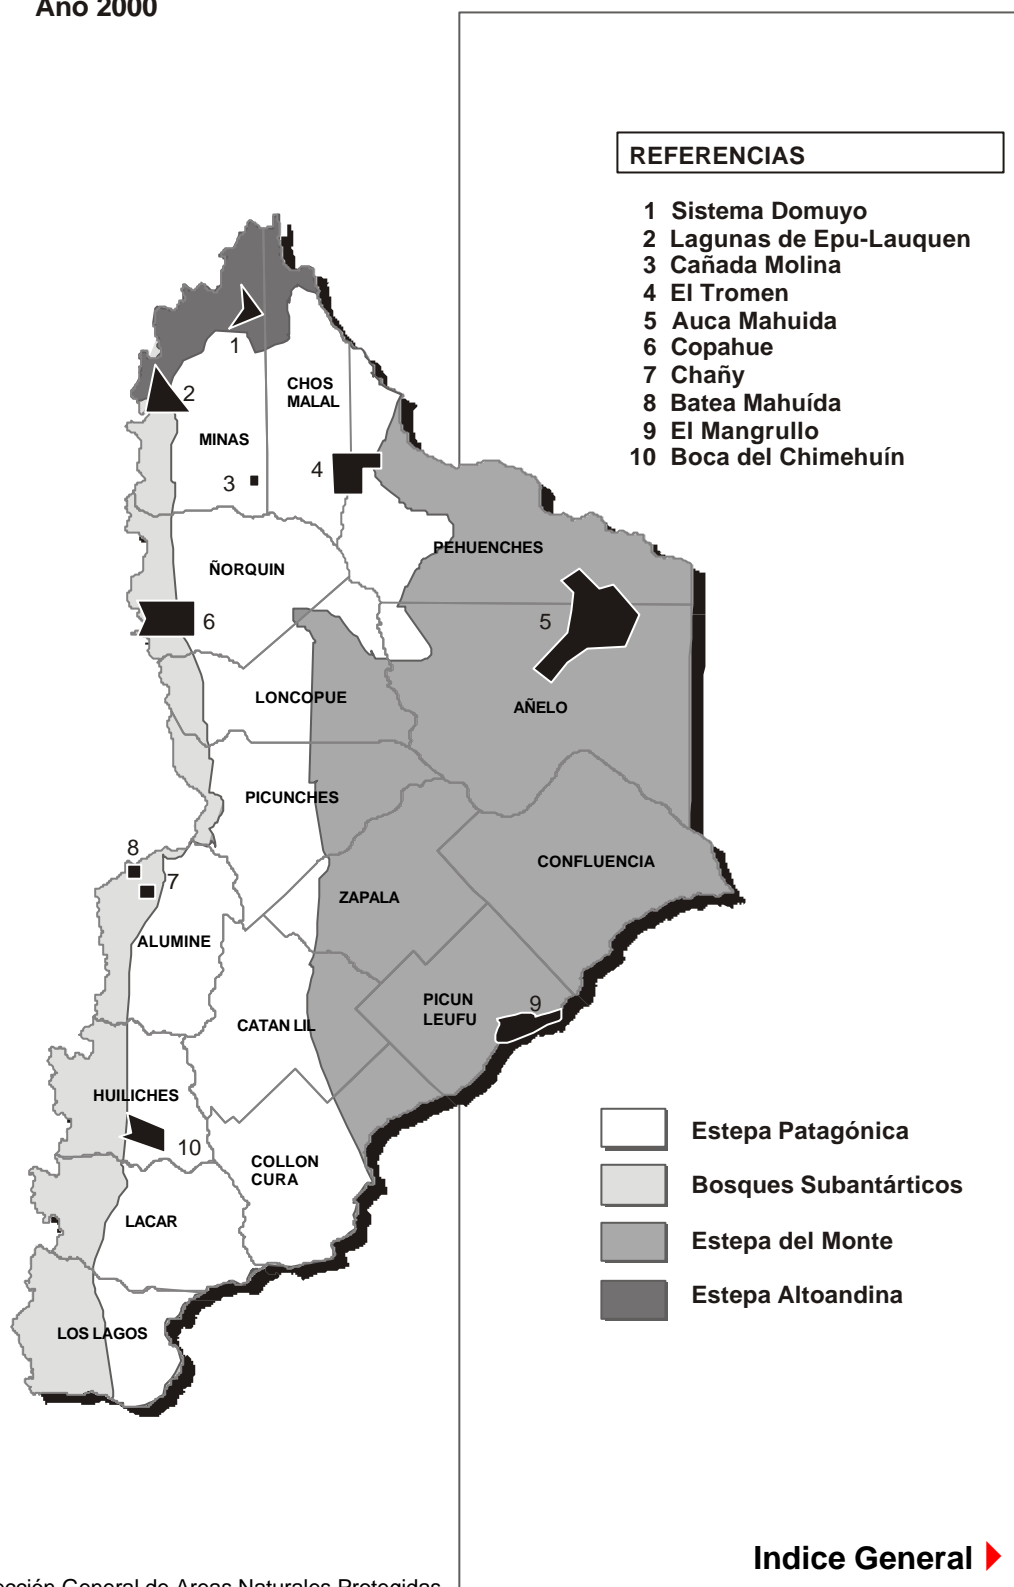 Año 2000
REFERENCIAS
1 Sistema Domuyo
2 Lagunas de Epu-Lauquen
3 Cañada Molina
4 El Tromen
5 Auca Mahuida
6 Copahue
7 Chañy
8 Batea Mahuída
9 El Mangrullo
10 Boca del Chimehuín
1
2
CHOS
MALAL
MINAS
3
4
PEHUENCHES
ÑORQUIN
5
6
LONCOPUE
AÑELO
PICUNCHES
8
7
CONFLUENCIA
ZAPALA
ALUMINE
PICUN
LEUFU
9
CATAN LIL
HUILICHES
10
COLLON
CURA
LACAR
LOS LAGOS
Estepa Patagónica
Bosques Subantárticos
Estepa del Monte
Estepa Altoandina
Indice General
ección General de Areas Naturales Protegidas